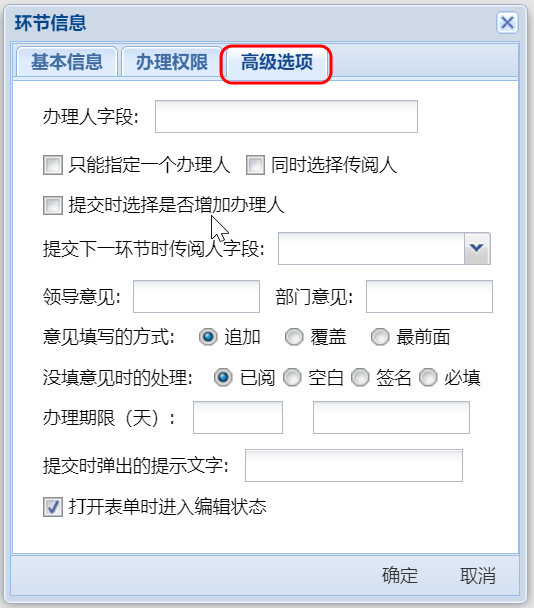 环节信息
基本信息 办理权限 高级选项
办理人字段:
只能指定一个办理人 同时选择传阅人
提交时选择是否增加办理人
提交下一环节时传阅人字段:
领导意见: 部门意见:
意见填写的方式: 追加 覆盖 最前面
没填意见时的处理: 已阅 空白 签名 必填
办理期限（天）:
提交时弹出的提示文字:
打开表单时进入编辑状态
确定 取消